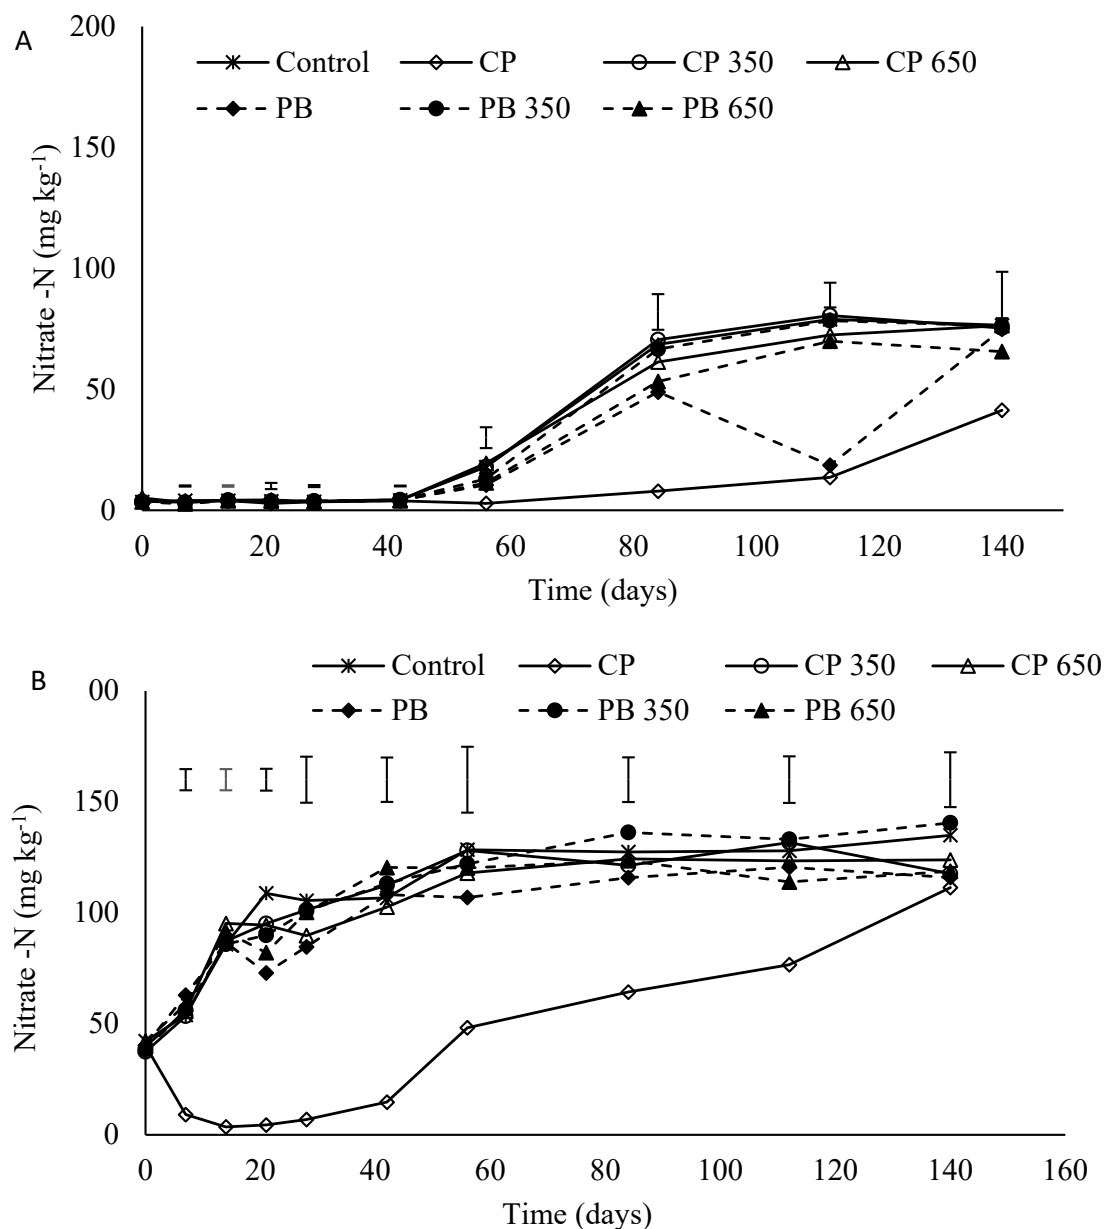 A
200
Control CP CP 350 CP 650
PB PB 350 PB 650
150
100
50
0
Nitrate -N (mg kg⁻¹)
0 20 40 60 80 100 120 140
Time (days)
B
Control CP CP 350 CP 650
00
PB PB 350 PB 650
150
100
50
0
Nitrate -N (mg kg⁻¹)
0 20 40 60 80 100 120 140 160
Time (days)